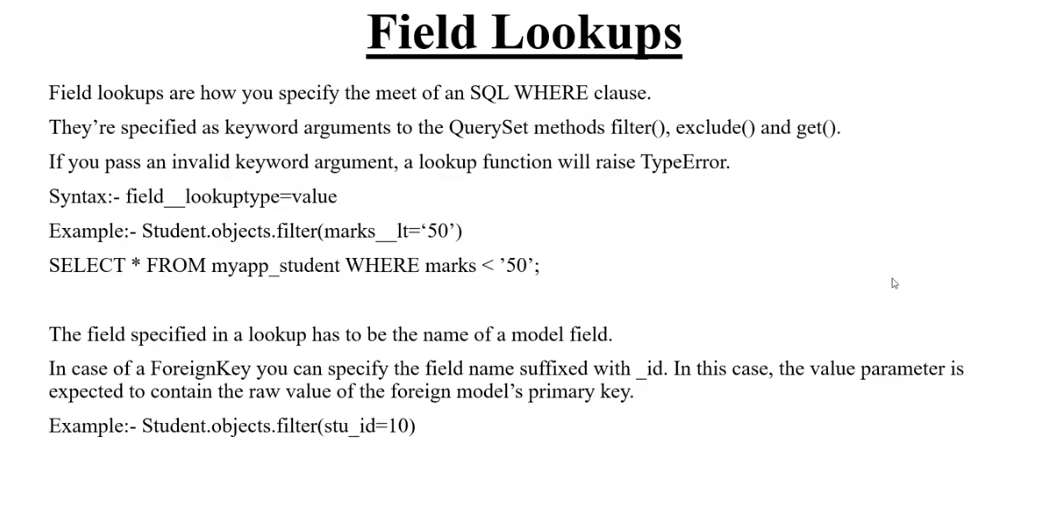 Field Lookups
Field lookups are how you specify the meet of an SQL WHERE clause.
They’re specified as keyword arguments to the QuerySet methods filter(), exclude() and get().
If you pass an invalid keyword argument, a lookup function will raise TypeError.
Syntax:- field__lookuptype=value
Example:- Student.objects.filter(marks__lt=‘50’)
SELECT * FROM myapp_student WHERE marks < ’50’;
The field specified in a lookup has to be the name of a model field.
In case of a ForeignKey you can specify the field name suffixed with _id. In this case, the value parameter is
expected to contain the raw value of the foreign model’s primary key.
Example:- Student.objects.filter(stu_id=10)